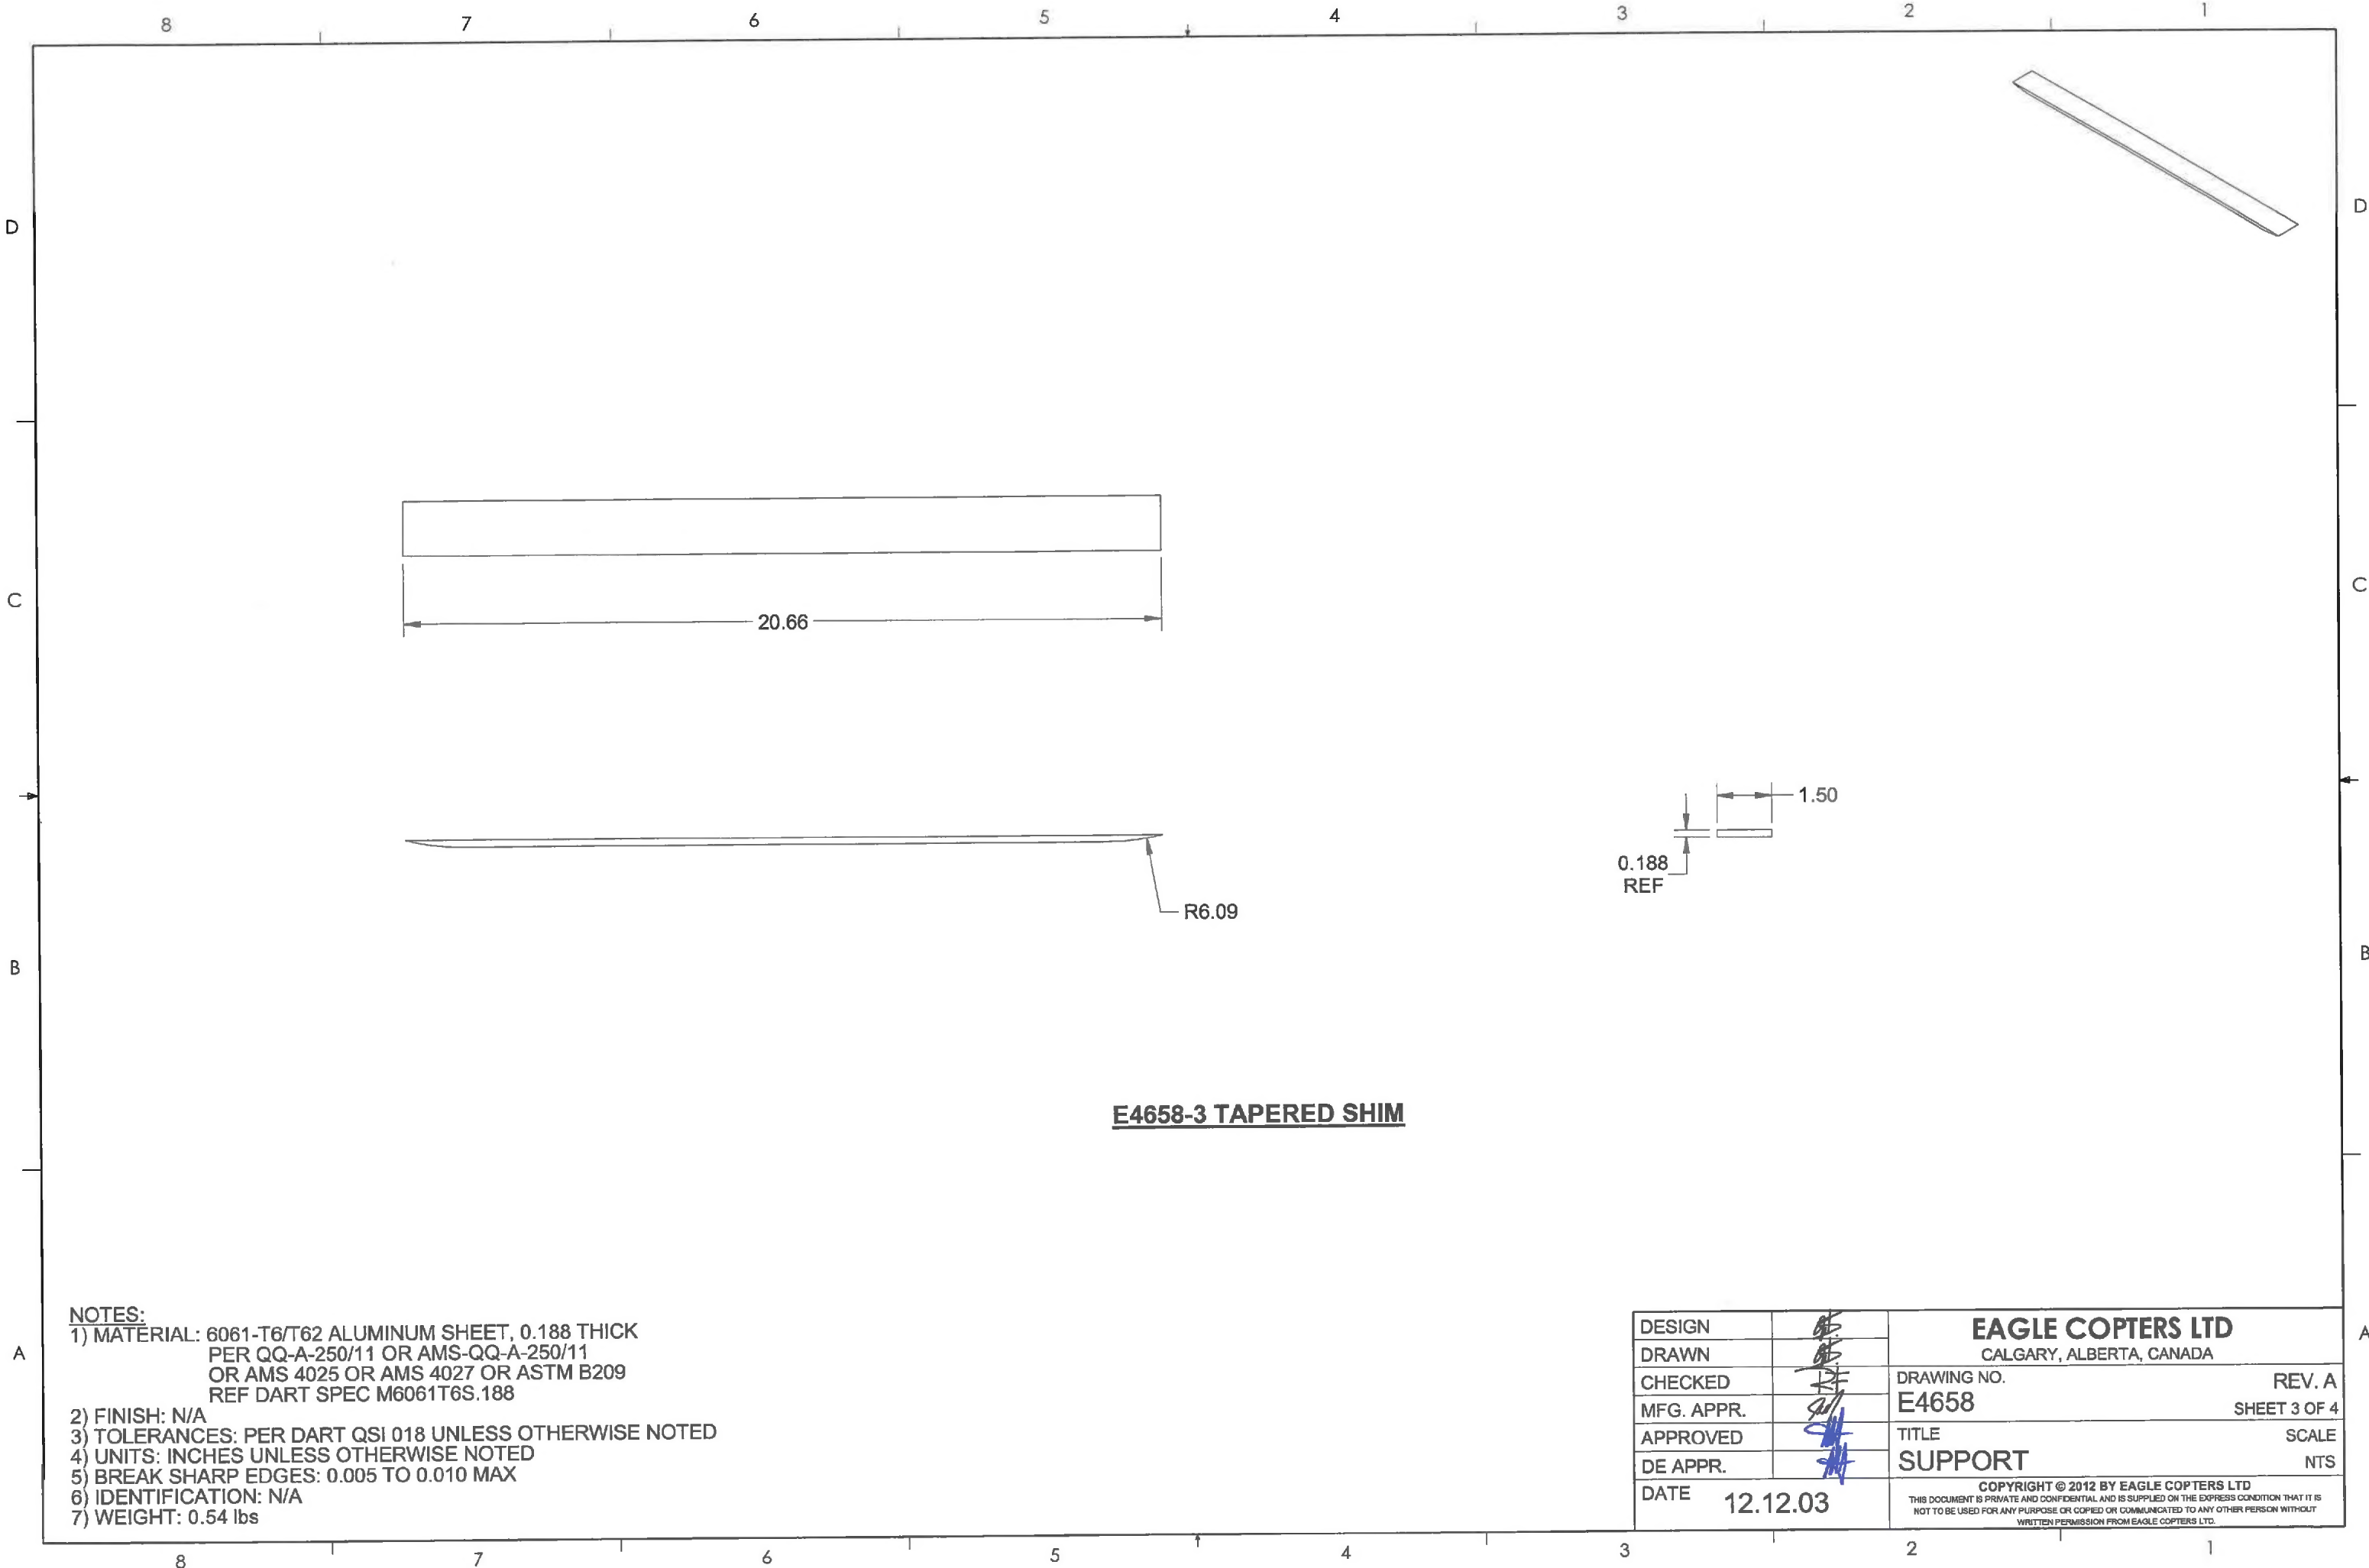 8 7 6 5 4 3 2 1
D D
20.66
C C
1.50
0.188
REF
R6.09
B B
E4658-3 TAPERED SHIM
NOTES:
1) MATERIAL: 6061-T6/T62 ALUMINUM SHEET, 0.188 THICK
PER QQ-A-250/11 OR AMS-QQ-A-250/11
OR AMS 4025 OR AMS 4027 OR ASTM B209
REF DART SPEC M6061T6S.188
2) FINISH: N/A
3) TOLERANCES: PER DART QSI 018 UNLESS OTHERWISE NOTED
4) UNITS: INCHES UNLESS OTHERWISE NOTED
5) BREAK SHARP EDGES: 0.005 TO 0.010 MAX
6) IDENTIFICATION: N/A
7) WEIGHT: 0.54 lbs
A A
DESIGN
DRAWN
CHECKED
MFG. APPR.
APPROVED
DE APPR.
DATE 12.12.03
EAGLE COPTERS LTD
CALGARY, ALBERTA, CANADA
DRAWING NO. REV. A
E4658 SHEET 3 OF 4
TITLE SCALE
SUPPORT NTS
COPYRIGHT © 2012 BY EAGLE COPTERS LTD
THIS DOCUMENT IS PRIVATE AND CONFIDENTIAL AND IS SUPPLIED ON THE EXPRESS CONDITION THAT IT IS
NOT TO BE USED FOR ANY PURPOSE OR COPIED OR COMMUNICATED TO ANY OTHER PERSON WITHOUT
WRITTEN PERMISSION FROM EAGLE COPTERS LTD.
8 7 6 5 4 3 2 1